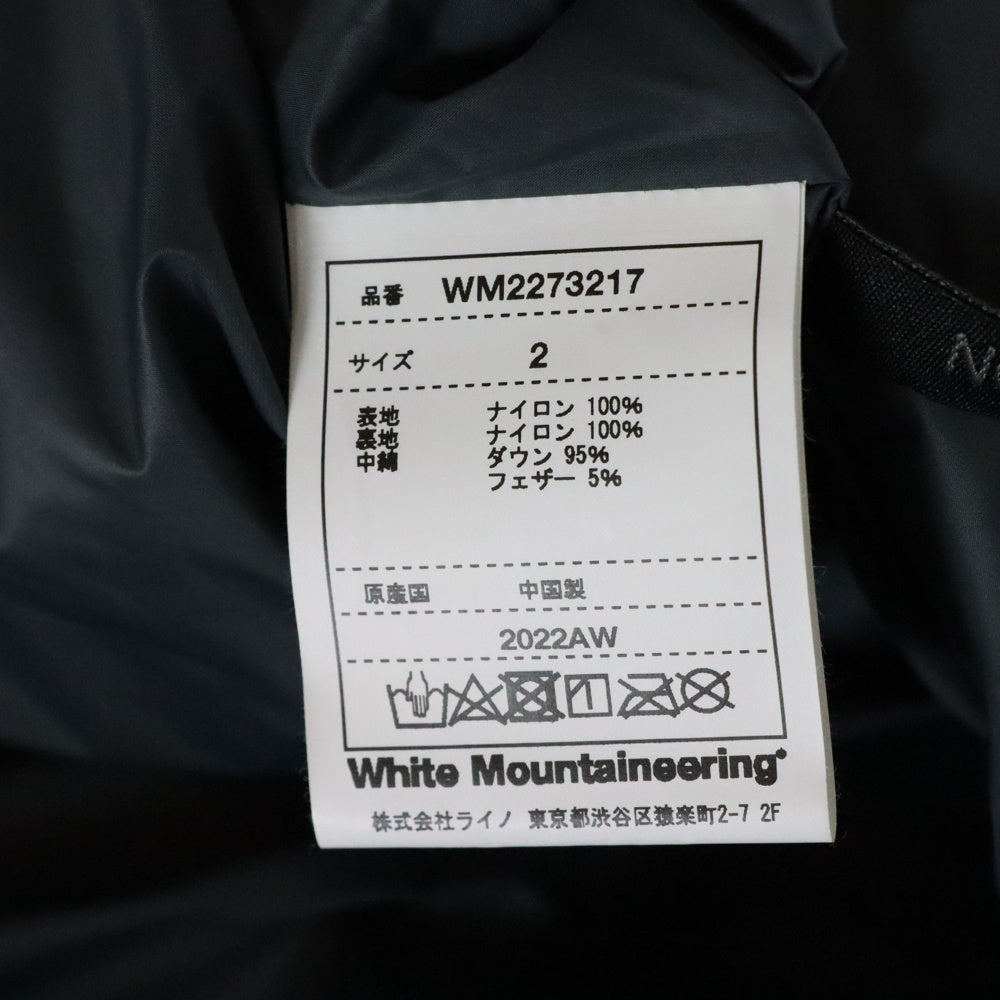 品番 WM2273217
サイズ 2
表地 ナイロン 100%
裏地 ナイロン 100%
中綿 ダウン 95%
フェザー 5%
原産国 中国製
2022AW
White Mountaineering®
株式会社ライノ 東京都渋谷区猿楽町2-7 2F